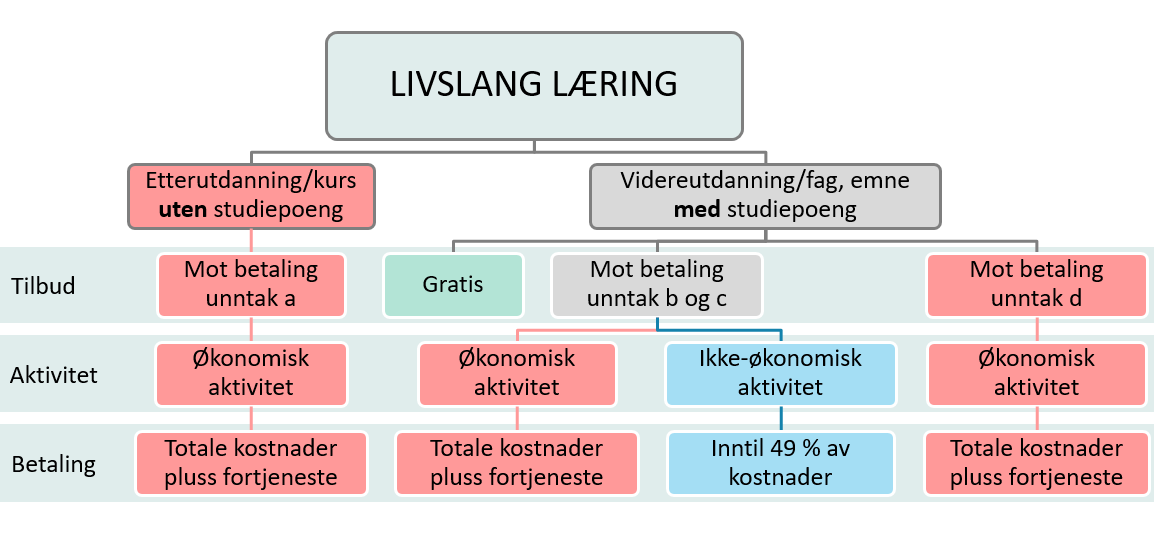 LIVSLANG LÆRING
Etterutdanning/kurs
uten studiepoeng
Videreutdanning/fag, emne
med studiepoeng
Tilbud
Mot betaling
unntak a
Gratis
Mot betaling
unntak b og c
Mot betaling
unntak d
Aktivitet
Økonomisk
aktivitet
Økonomisk
aktivitet
Ikke-økonomisk
aktivitet
Økonomisk
aktivitet
Betaling
Totale kostnader
pluss fortjeneste
Totale kostnader
pluss fortjeneste
Inntil 49 % av
kostnader
Totale kostnader
pluss fortjeneste